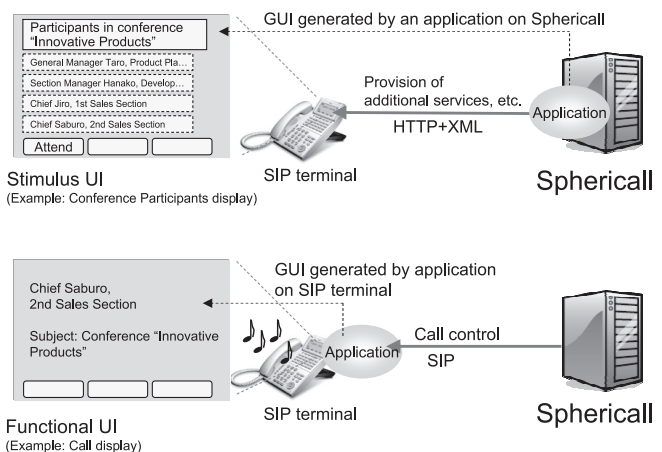 Participants in conference
"Innovative Products"
General Manager Taro, Product Pla…
Section Manager Hanako, Develop…
Chief Jiro, 1st Sales Section
Chief Saburo, 2nd Sales Section
Attend
Stimulus UI
(Example: Conference Participants display)
GUI generated by an application on Sphericall
Provision of
additional services, etc.
HTTP+XML
Application
SIP terminal
Sphericall
Chief Saburo,
2nd Sales Section
Subject: Conference "Innovative
Products"
Functional UI
(Example: Call display)
GUI generated by application
on SIP terminal
Application
Call control
SIP
SIP terminal
Sphericall